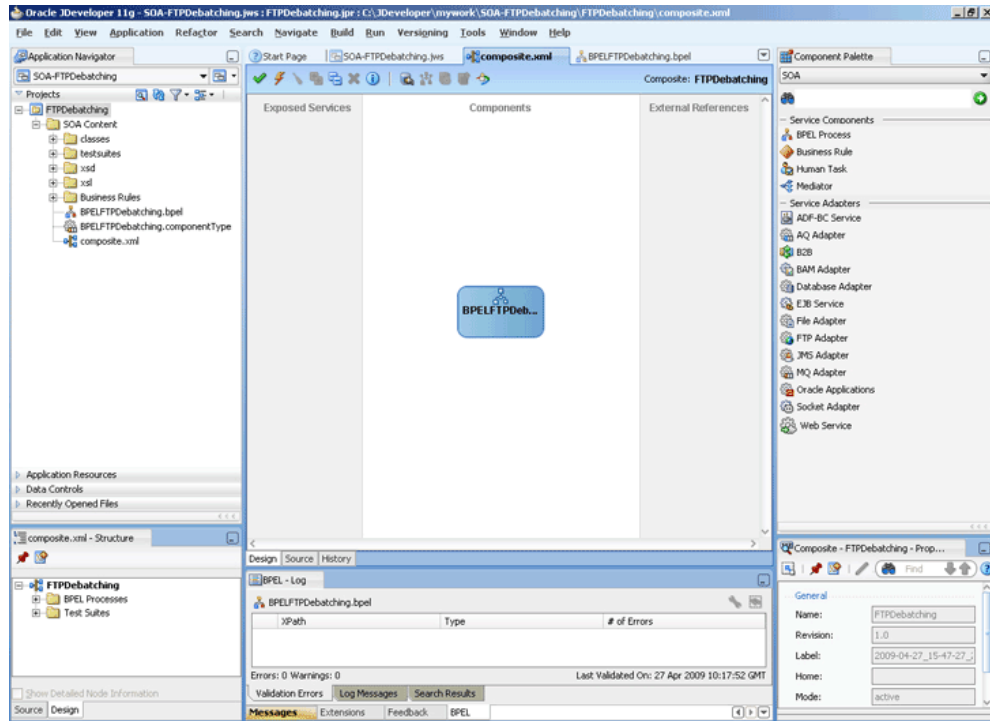 Oracle JDeveloper 11g - SOA-FTPDebatching.jws : FTPDebatching.jpr : C:\JDeveloper\mywork\SOA-FTPDebatching\FTPDebatching\composite.xml
File Edit View Application Refactor Search Navigate Build Run Versigning Tools Window Help
Application Navigator
SOA-FTPDebatching
Projects
FTPDebatching
SOA Content
classes
testsuites
xsd
xsl
Business Rules
BPELFTPDebatching.bpel
BPELFTPDebatching.componentType
composite.xml
Application Resources
Data Controls
Recently Opened Files
composite.xml - Structure
FTPDebatching
BPEL Processes
Test Suites
Show Detailed Node Information
Source Design
Start Page SOA-FTPDebatching.jws composite.xml BPELFTPDebatching.bpel
Composite: FTPDebatching
Exposed Services Components External References
BPELFTPDeb...
Design Source History
BPEL - Log
BPELFTPDebatching.bpel
XPath Type # of Errors
Errors: 0 Warnings: 0 Last Validated On: 27 Apr 2009 10:17:52 GMT
Validation Errors Log Messages Search Results
Messages Extensions Feedback BPEL
Component Palette
SOA
Service Components
BPEL Process
Business Rule
Human Task
Mediator
Service Adapters
ADF-BC Service
AQ Adapter
B2B
BAM Adapter
Database Adapter
EJB Service
File Adapter
FTP Adapter
JMS Adapter
MQ Adapter
Oracle Applications
Socket Adapter
Web Service
Composite - FTPDebatching - Prop...
Find
General
Name: FTPDebatching
Revision: 1.0
Label: 2009-04-27_15-47-27_
Home:
Mode: active